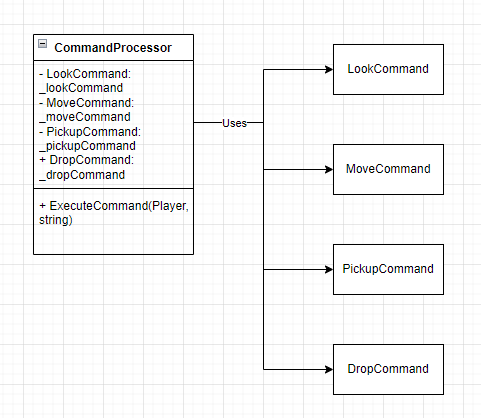 CommandProcessor
- LookCommand:
_lookCommand
- MoveCommand:
_moveCommand
- PickupCommand:
_pickupCommand
+ DropCommand:
_dropCommand
+ ExecuteCommand(Player,
string)
Uses
LookCommand
MoveCommand
PickupCommand
DropCommand